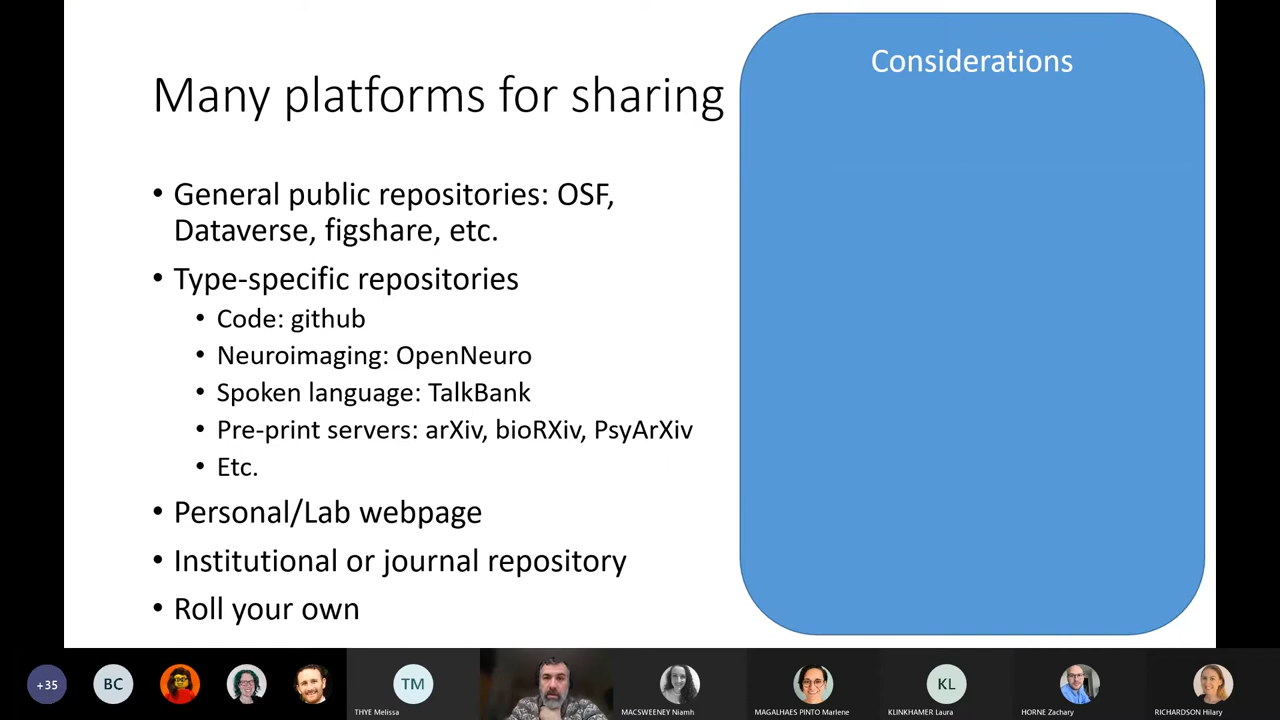 Many platforms for sharing
• General public repositories: OSF,
Dataverse, figshare, etc.
• Type-specific repositories
• Code: github
• Neuroimaging: OpenNeuro
• Spoken language: TalkBank
• Pre-print servers: arXiv, bioRXiv, PsyArXiv
• Etc.
• Personal/Lab webpage
• Institutional or journal repository
• Roll your own
Considerations
+35
BC
TM
THYE Melissa
MACSWEENEY Niamh
MAGALHAES PINTO Marlene
KL
KLINKHAMER Laura
HORNE Zachary
RICHARDSON Hilary